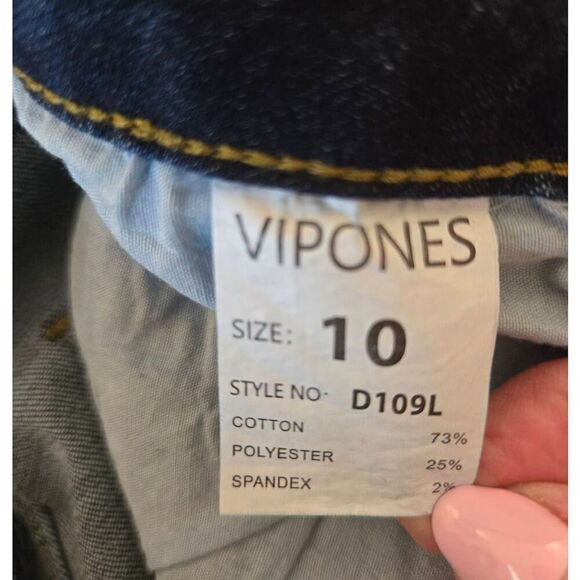 VIPONES
SIZE: 10
STYLE NO· D109L
COTTON 73%
POLYESTER 25%
SPANDEX 2%